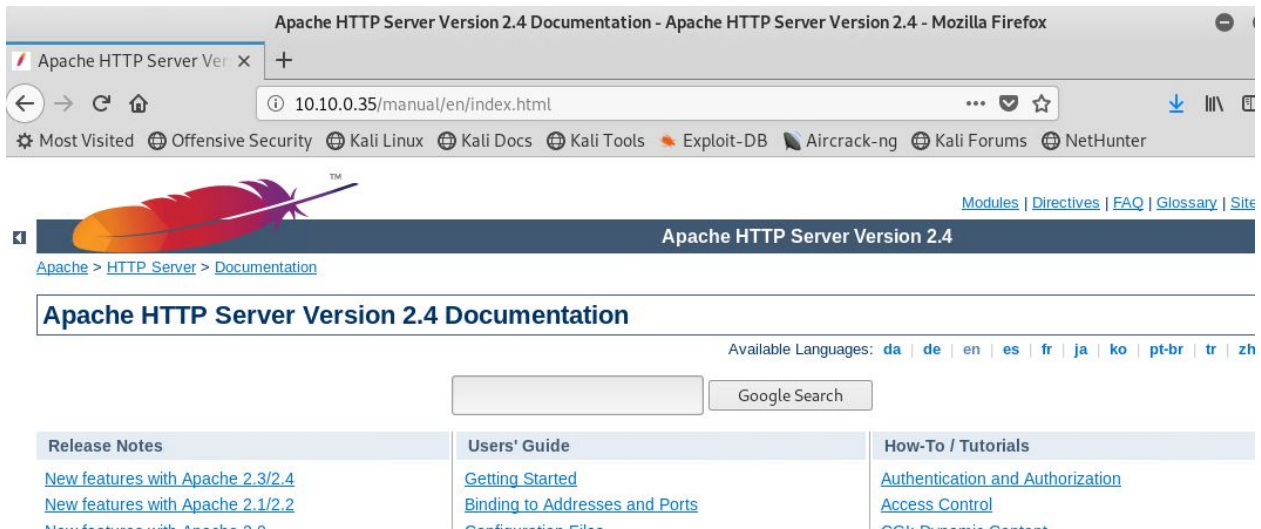 Apache HTTP Server Version 2.4 Documentation - Apache HTTP Server Version 2.4 - Mozilla Firefox
Apache HTTP Server Ver
10.10.0.35/manual/en/index.html
Most Visited Offensive Security Kali Linux Kali Docs Kali Tools Exploit-DB Aircrack-ng Kali Forums NetHunter
TM
Modules | Directives | FAQ | Glossary | Site
Apache HTTP Server Version 2.4
Apache > HTTP Server > Documentation
Apache HTTP Server Version 2.4 Documentation
Available Languages: da | de | en | es | fr | ja | ko | pt-br | tr | zh
Google Search
Release Notes
New features with Apache 2.3/2.4
New features with Apache 2.1/2.2
Users' Guide
Getting Started
Binding to Addresses and Ports
How-To / Tutorials
Authentication and Authorization
Access Control